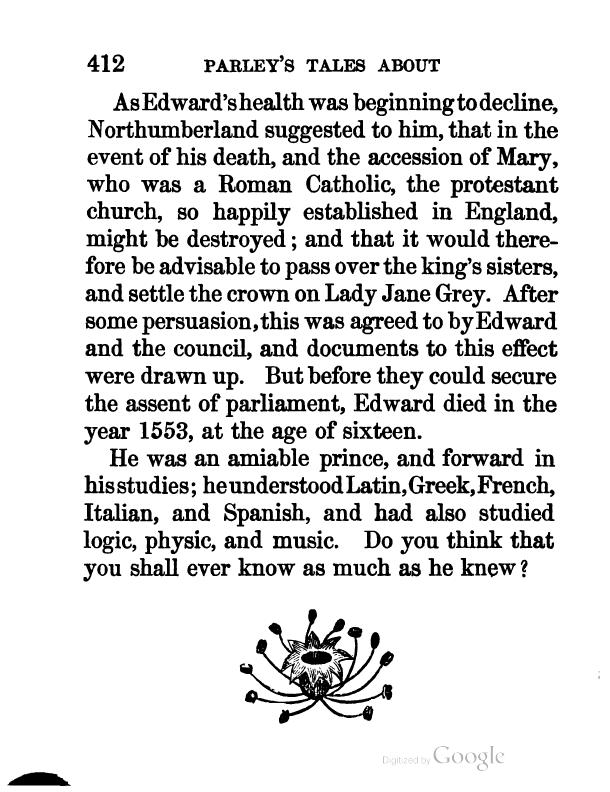 412 PARLEY'S TALES ABOUT
As Edward's health was beginning to decline,
Northumberland suggested to him, that in the
event of his death, and the accession of Mary,
who was a Roman Catholic, the protestant
church, so happily established in England,
might be destroyed; and that it would there-
fore be advisable to pass over the king's sisters,
and settle the crown on Lady Jane Grey. After
some persuasion, this was agreed to by Edward
and the council, and documents to this effect
were drawn up. But before they could secure
the assent of parliament, Edward died in the
year 1553, at the age of sixteen.
He was an amiable prince, and forward in
his studies; he understood Latin, Greek, French,
Italian, and Spanish, and had also studied
logic, physic, and music. Do you think that
you shall ever know as much as he knew?
Digitized by Google